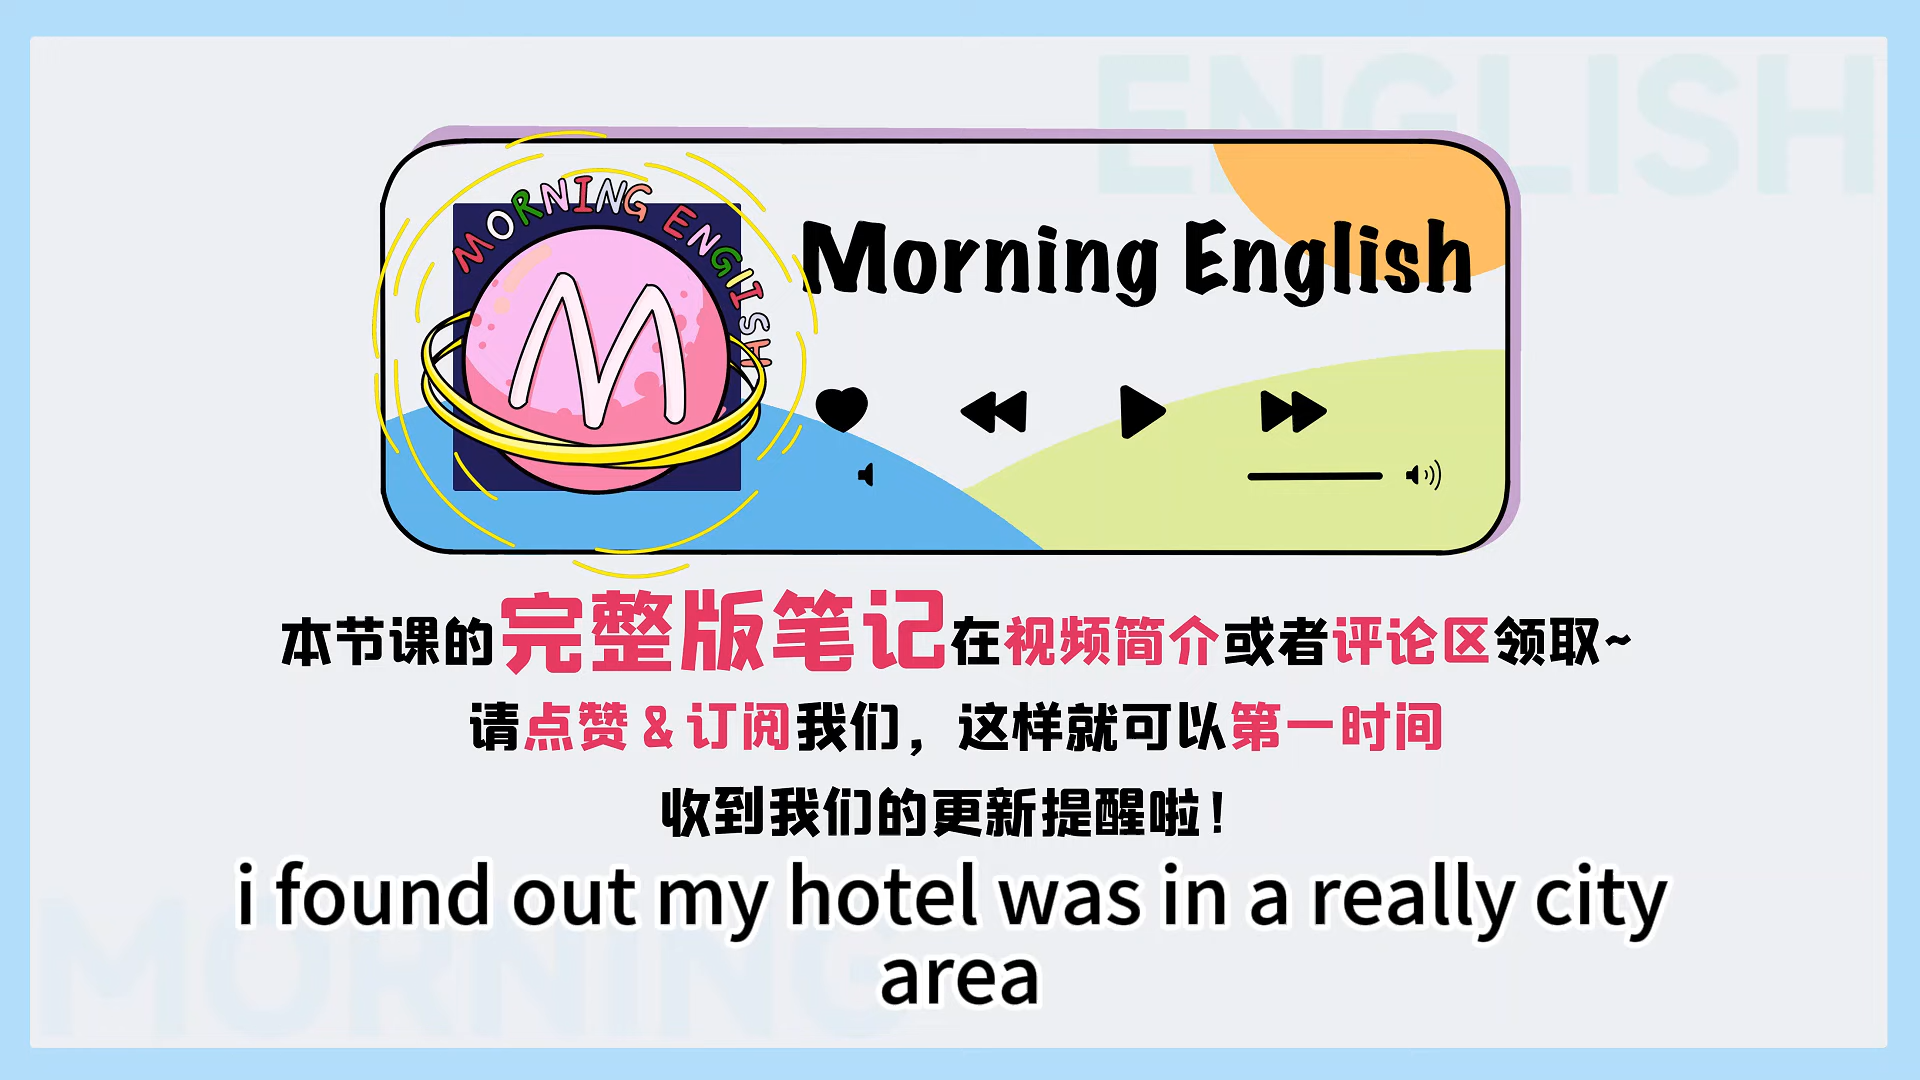 ENGLISH
MORNING ENGLISH
M
Morning English
本节课的完整版笔记在视频简介或者评论区领取~
请点赞&订阅我们，这样就可以第一时间
收到我们的更新提醒啦！
MORNING
i found out my hotel was in a really city
area